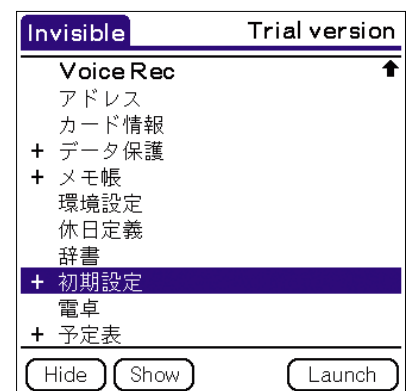 Invisible Trial version
Voice Rec
アドレス
カード情報
+ データ保護
+ メモ帳
環境設定
休日定義
辞書
+ 初期設定
電卓
+ 予定表
Hide Show Launch